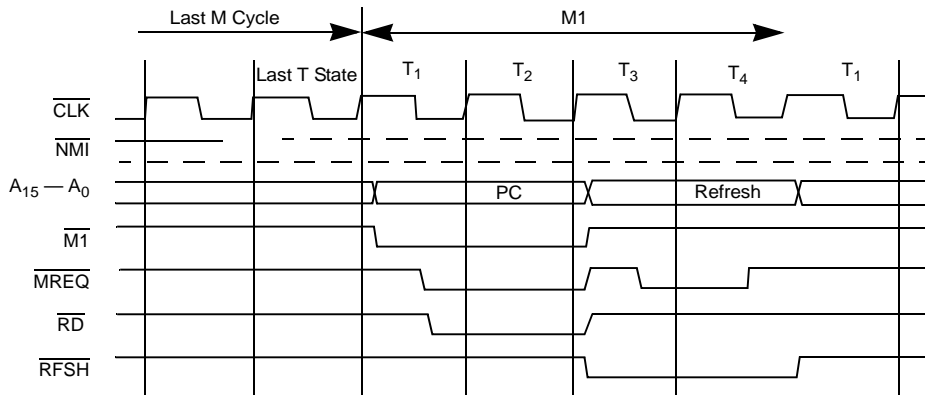 Last M Cycle M1
Last T State T1 T2 T3 T4 T1
CLK
NMI
A15 — A0 PC Refresh
M1
MREQ
RD
RFSH